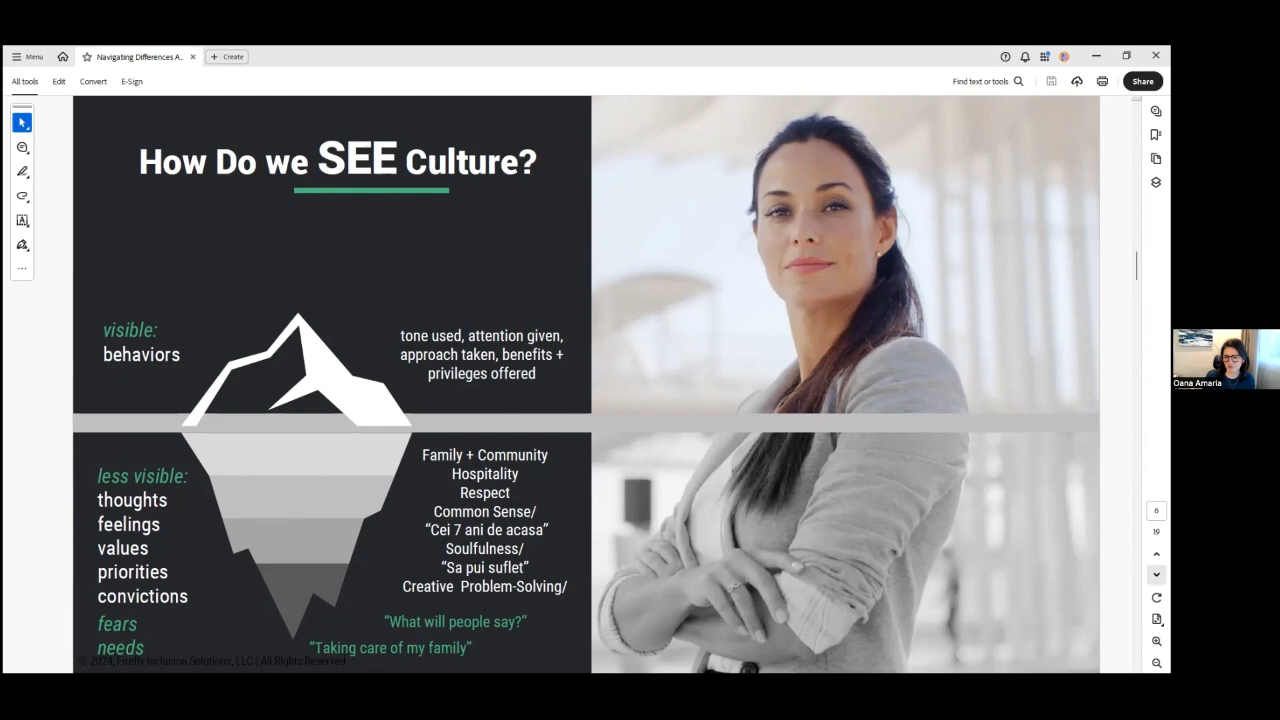 Menu
Navigating Differences A..
Create
All tools
Edit
Convert
E-Sign
Find text or tools
Share
How Do we SEE Culture?
visible:
behaviors
tone used, attention given,
approach taken, benefits +
privileges offered
less visible:
thoughts
feelings
values
priorities
convictions
fears
needs
Family + Community
Hospitality
Respect
Common Sense/
“Cei 7 ani de acasa”
Soulfulness/
“Sa pui suflet”
Creative Problem-Solving/
“What will people say?”
“Taking care of my family”
© 2024, Firefly Inclusion Solutions, LLC | All Rights Reserved
6
19
Oana Amaria